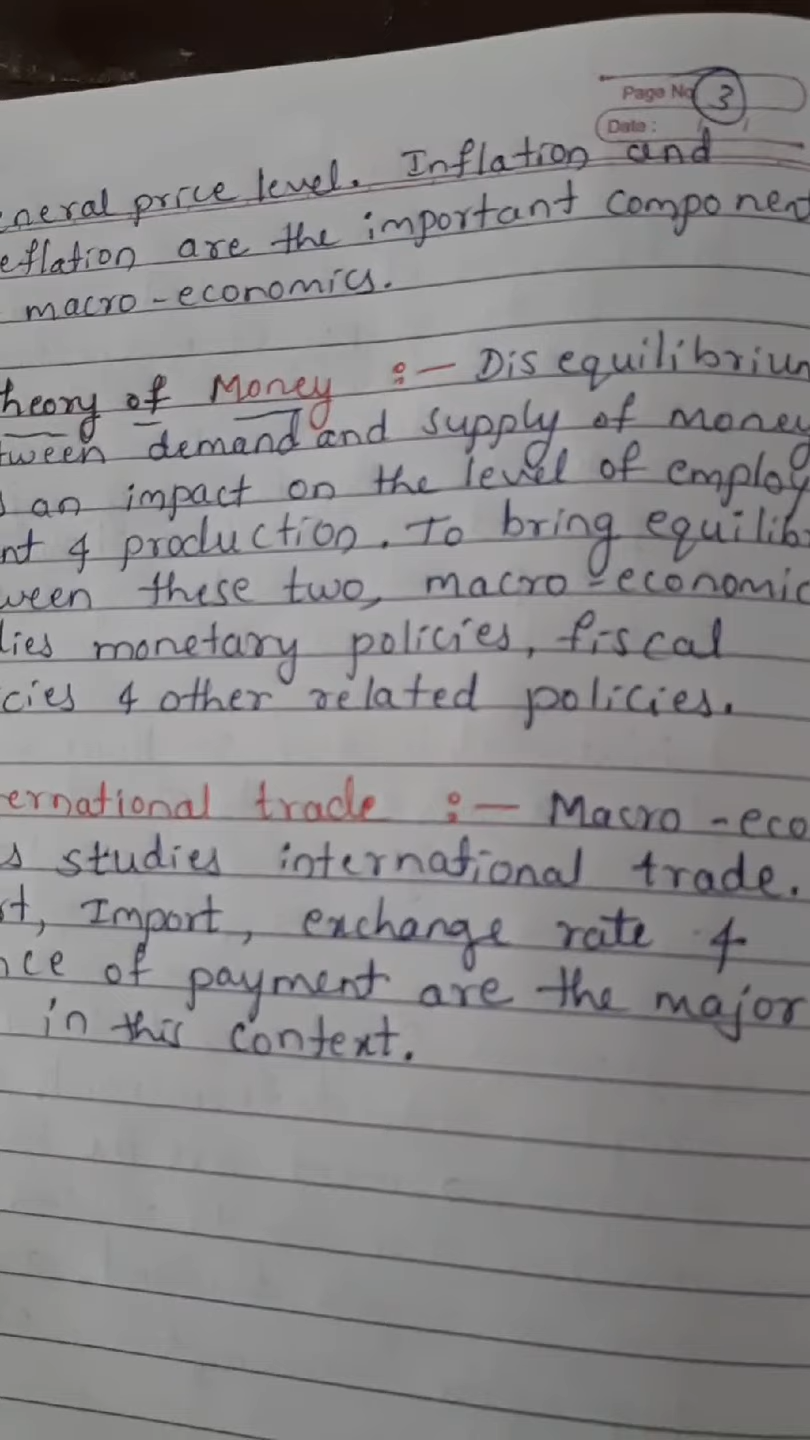 Page No 3
Date :
neral price level. Inflation and
eflation are the important component
macro-economics.
heory of Money :- Disequilibrium
tween demand and supply of money
an impact on the level of employ
nt & production. To bring equilib
ween these two, macro-economic
lies monetary policies, fiscal
cies & other related policies.
ernational trade :- Macro-eco
s studies international trade.
rt, Import, exchange rate &
nce of payment are the major
in this context.